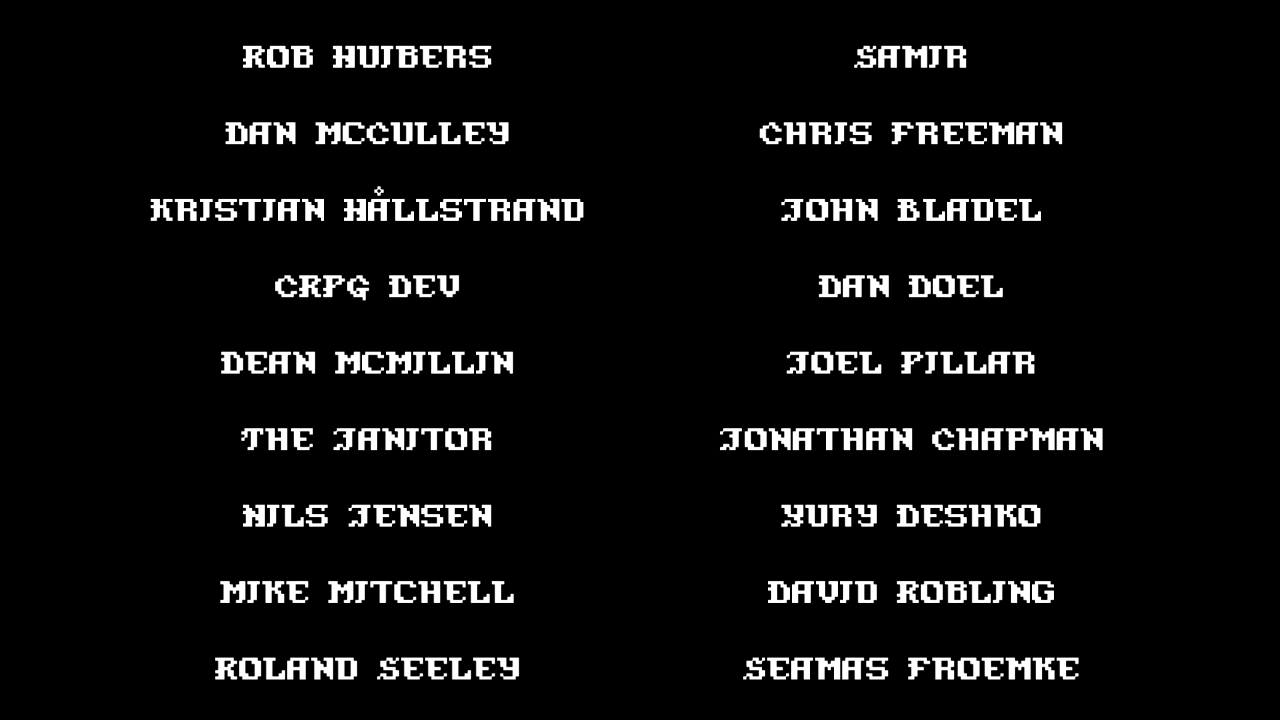 ROB HUIBERS
SAMIR
DAN MCCULLEY
CHRIS FREEMAN
KRISTIAN HÅLLSTRAND
JOHN BLADEL
CRPG DEV
DAN DOEL
DEAN MCMILLIN
JOEL PILLAR
THE JANITOR
JONATHAN CHAPMAN
NILS JENSEN
YURY DESHKO
MIKE MITCHELL
DAVID ROBLING
ROLAND SEELEY
SEAMAS FROEMKE